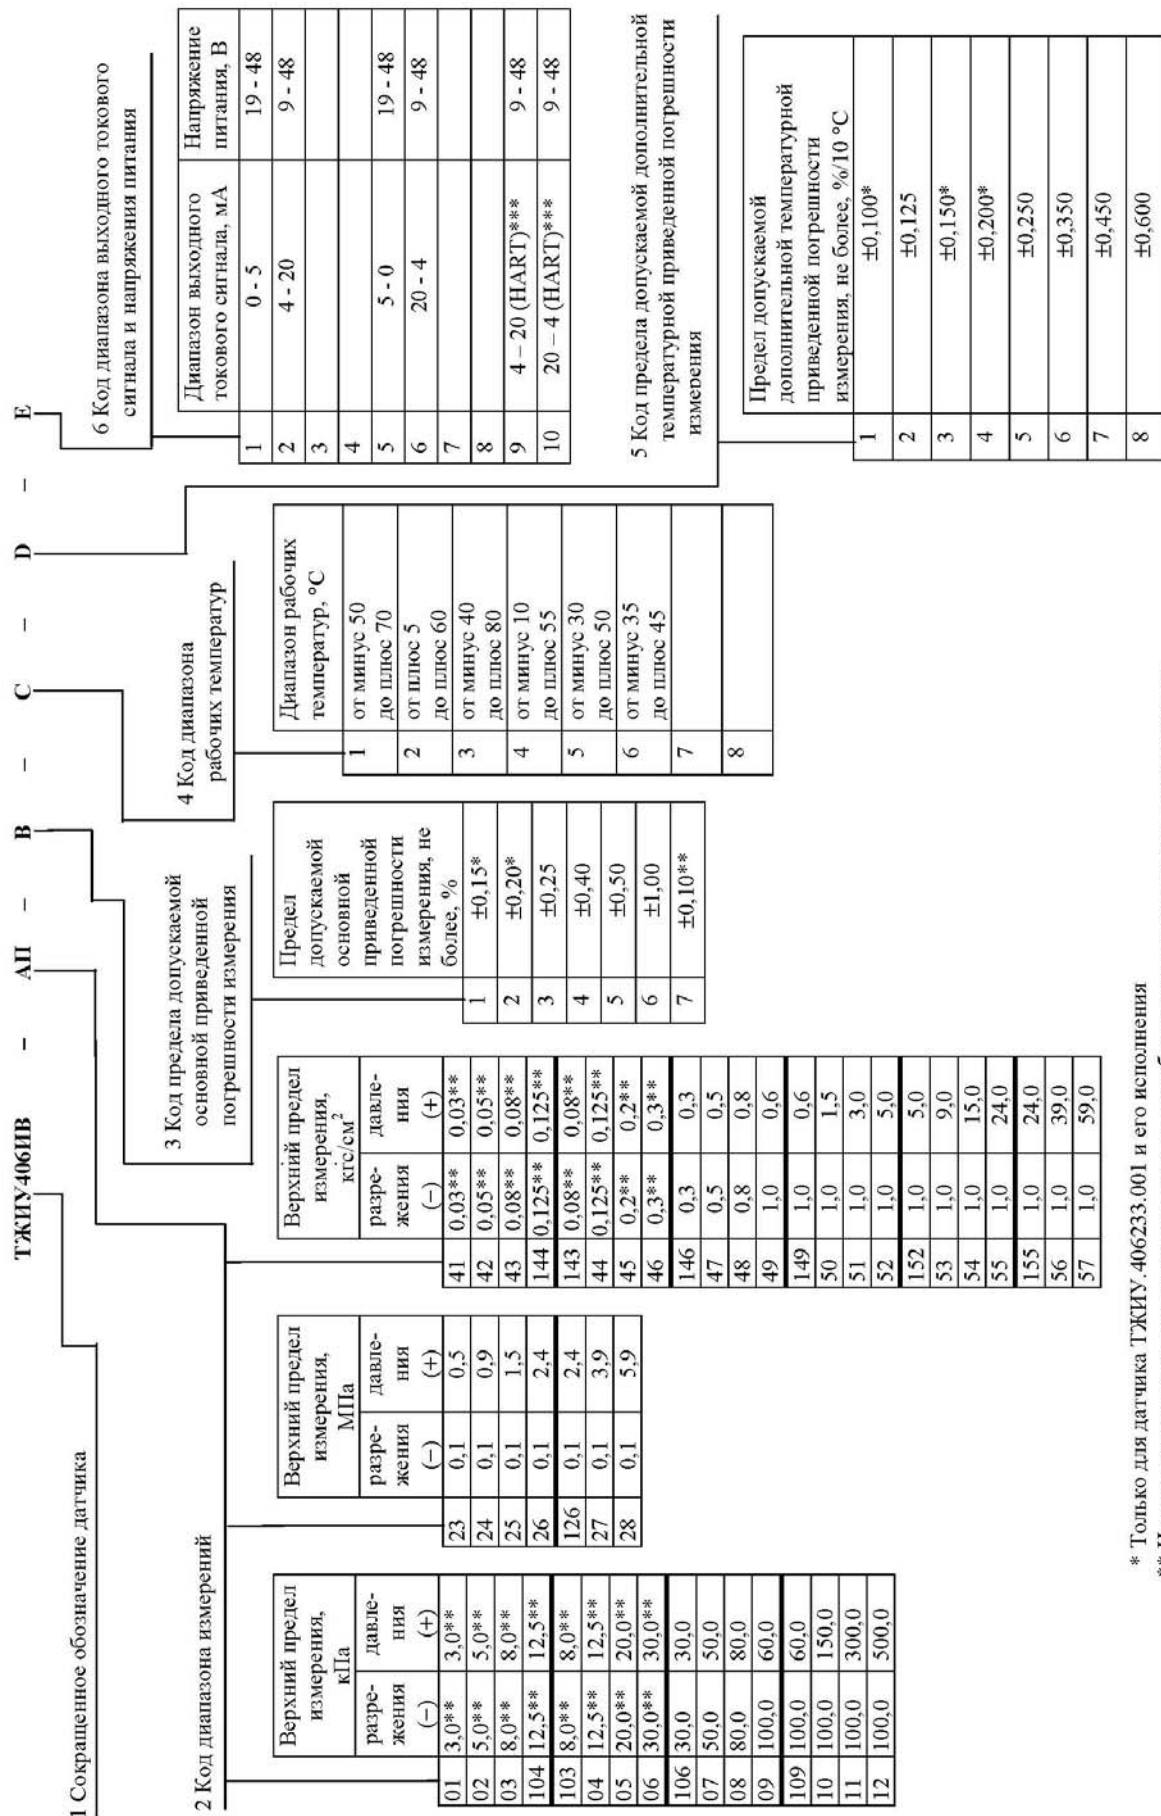 ТЖИУ406ИВ – АП – В – С – D – Е
1 Сокращенное обозначение датчика
2 Код диапазона измерений
Верхний предел
измерения,
кПа
разре-
жения
(–)
давле-
ния
(+)
01 3,0** 3,0**
02 5,0** 5,0**
03 8,0** 8,0**
104 12,5** 12,5**
103 8,0** 8,0**
04 12,5** 12,5**
05 20,0** 20,0**
06 30,0** 30,0**
106 30,0 30,0
07 50,0 50,0
08 80,0 80,0
09 100,0 60,0
109 100,0 60,0
10 100,0 150,0
11 100,0 300,0
12 100,0 500,0
Верхний предел
измерения,
МПа
разре-
жения
(–)
давле-
ния
(+)
23 0,1 0,5
24 0,1 0,9
25 0,1 1,5
26 0,1 2,4
126 0,1 2,4
27 0,1 3,9
28 0,1 5,9
Верхний предел
измерения,
кгс/см²
разре-
жения
(–)
давле-
ния
(+)
41 0,03** 0,03**
42 0,05** 0,05**
43 0,08** 0,08**
144 0,125** 0,125**
143 0,08** 0,08**
44 0,125** 0,125**
45 0,2** 0,2**
46 0,3** 0,3**
146 0,3 0,3
47 0,5 0,5
48 0,8 0,8
49 1,0 0,6
149 1,0 0,6
50 1,0 1,5
51 1,0 3,0
52 1,0 5,0
152 1,0 5,0
53 1,0 9,0
54 1,0 15,0
55 1,0 24,0
155 1,0 24,0
56 1,0 39,0
57 1,0 59,0
3 Код предела допускаемой
основной приведенной
погрешности измерения
Предел
допускаемой
основной
приведенной
погрешности
измерения, не
более, %
1 ±0,15*
2 ±0,20*
3 ±0,25
4 ±0,40
5 ±0,50
6 ±1,00
7 ±0,10**
4 Код диапазона
рабочих температур
Диапазон рабочих
температур, °С
1 от минус 50
до плюс 70
2 от плюс 5
до плюс 60
3 от минус 40
до плюс 80
4 от минус 10
до плюс 55
5 от минус 30
до плюс 50
6 от минус 35
до плюс 45
7
8
6 Код диапазона выходного токового
сигнала и напряжения питания
Диапазон выходного
токового сигнала, мА
Напряжение
питания, В
1 0 - 5 19 - 48
2 4 - 20 9 - 48
3
4
5 5 - 0 19 - 48
6 20 - 4 9 - 48
7
8
9 4 – 20 (HART)*** 9 - 48
10 20 – 4 (HART)*** 9 - 48
5 Код предела допускаемой дополнительной
температурной приведенной погрешности
измерения
Предел допускаемой
дополнительной температурной
приведенной погрешности
измерения, не более, %/10 °С
1 ±0,100*
2 ±0,125
3 ±0,150*
4 ±0,200*
5 ±0,250
6 ±0,350
7 ±0,450
8 ±0,600
* Только для датчика ТЖИУ.406233.001 и его исполнения